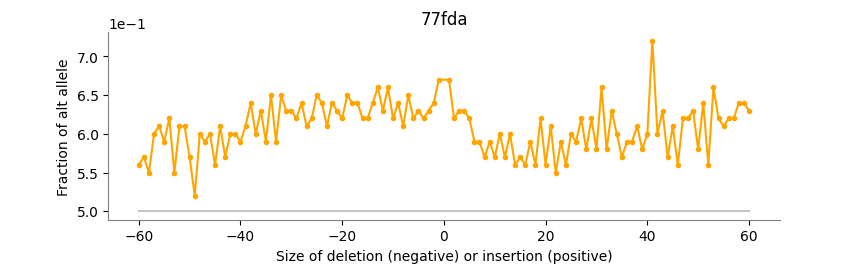 77fda
1e−1
7.0
6.5
6.0
5.5
5.0
Fraction of alt allele
−60 −40 −20 0 20 40 60
Size of deletion (negative) or insertion (positive)